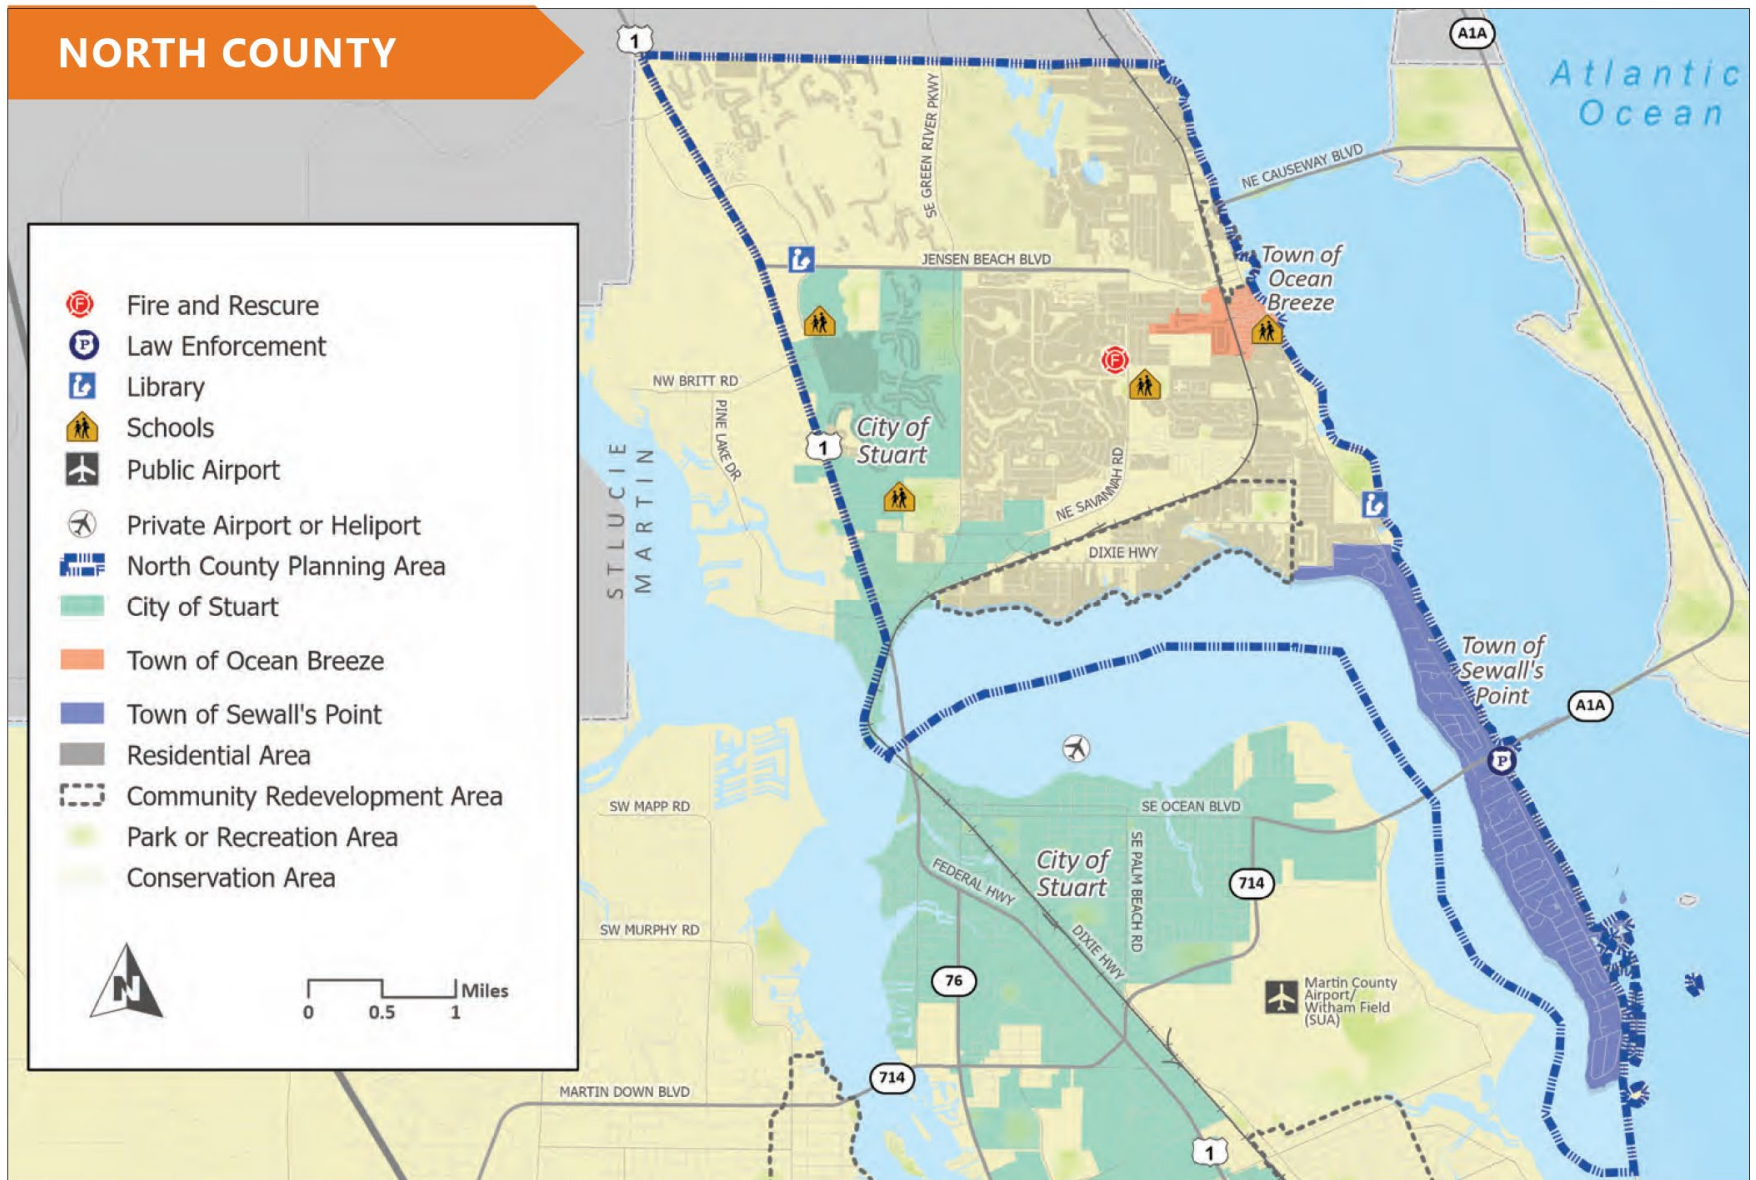 NORTH COUNTY
1
A1A
Atlantic
Ocean
SE GREEN RIVER PKWY
NE CAUSEWAY BLVD
JENSEN BEACH BLVD
Town of
Ocean
Breeze
Fire and Rescure
F
Law Enforcement
P
Library
Schools
Public Airport
Private Airport or Heliport
North County Planning Area
City of Stuart
Town of Ocean Breeze
Town of Sewall's Point
Residential Area
Community Redevelopment Area
Park or Recreation Area
Conservation Area
N
Miles
0 0.5 1
F
NW BRITT RD
PINE LAKE DR
1
City of
Stuart
STLUCIE
MARTIN
NE SAVANNAH RD
DIXIE HWY
Town of
Sewall's
Point
A1A
P
SW MAPP RD
SE OCEAN BLVD
SE PALM BEACH RD
City of
Stuart
FEDERAL HWY
714
SW MURPHY RD
DIXIE HWY
76
Martin County
Airport/
Witham Field
(SUA)
714
MARTIN DOWN BLVD
1